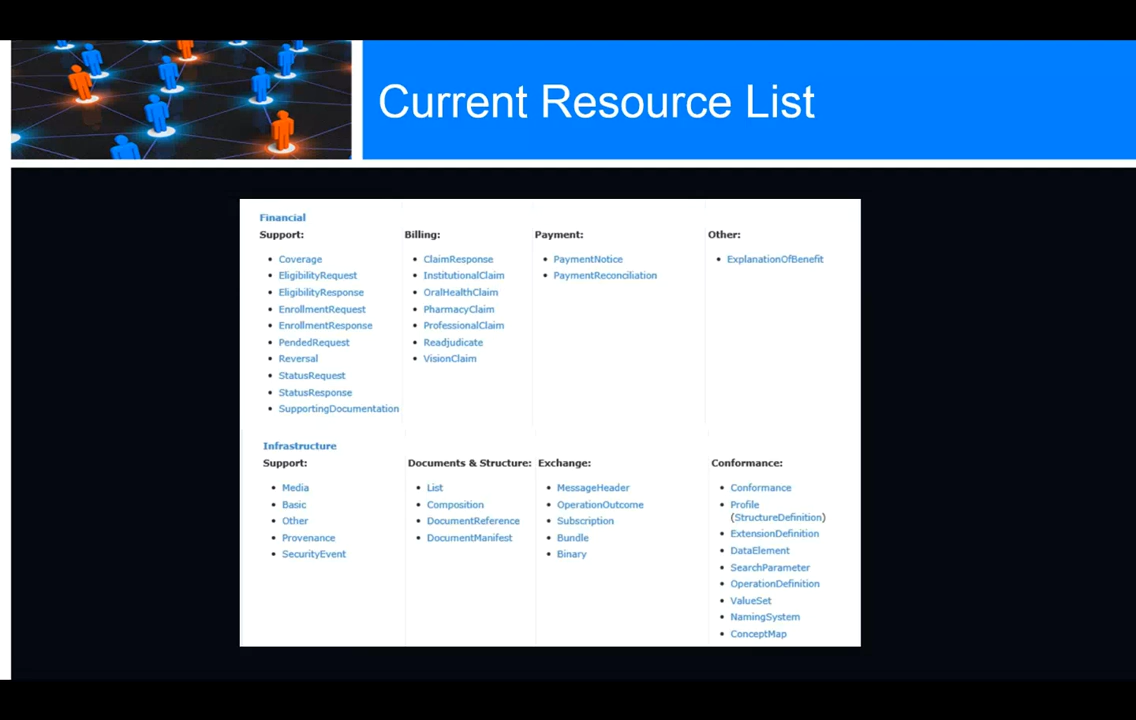 Current Resource List
Financial
Support:
Coverage
EligibilityRequest
EligibilityResponse
EnrollmentRequest
EnrollmentResponse
PendedRequest
Reversal
StatusRequest
StatusResponse
SupportingDocumentation
Billing:
ClaimResponse
InstitutionalClaim
OralHealthClaim
PharmacyClaim
ProfessionalClaim
Readjudicate
VisionClaim
Payment:
PaymentNotice
PaymentReconciliation
Other:
ExplanationOfBenefit
Infrastructure
Support:
Media
Basic
Other
Provenance
SecurityEvent
Documents & Structure:
List
Composition
DocumentReference
DocumentManifest
Exchange:
MessageHeader
OperationOutcome
Subscription
Bundle
Binary
Conformance:
Conformance
Profile
(StructureDefinition)
ExtensionDefinition
DataElement
SearchParameter
OperationDefinition
ValueSet
NamingSystem
ConceptMap